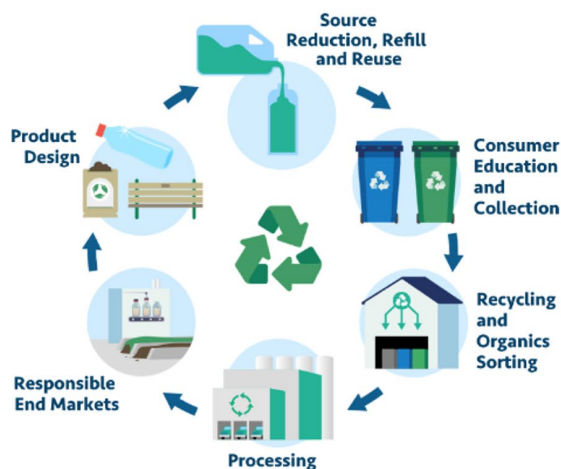 Source
Reduction, Refill
and Reuse
Consumer
Education
and
Collection
Recycling
and
Organics
Sorting
Processing
Responsible
End Markets
Product
Design